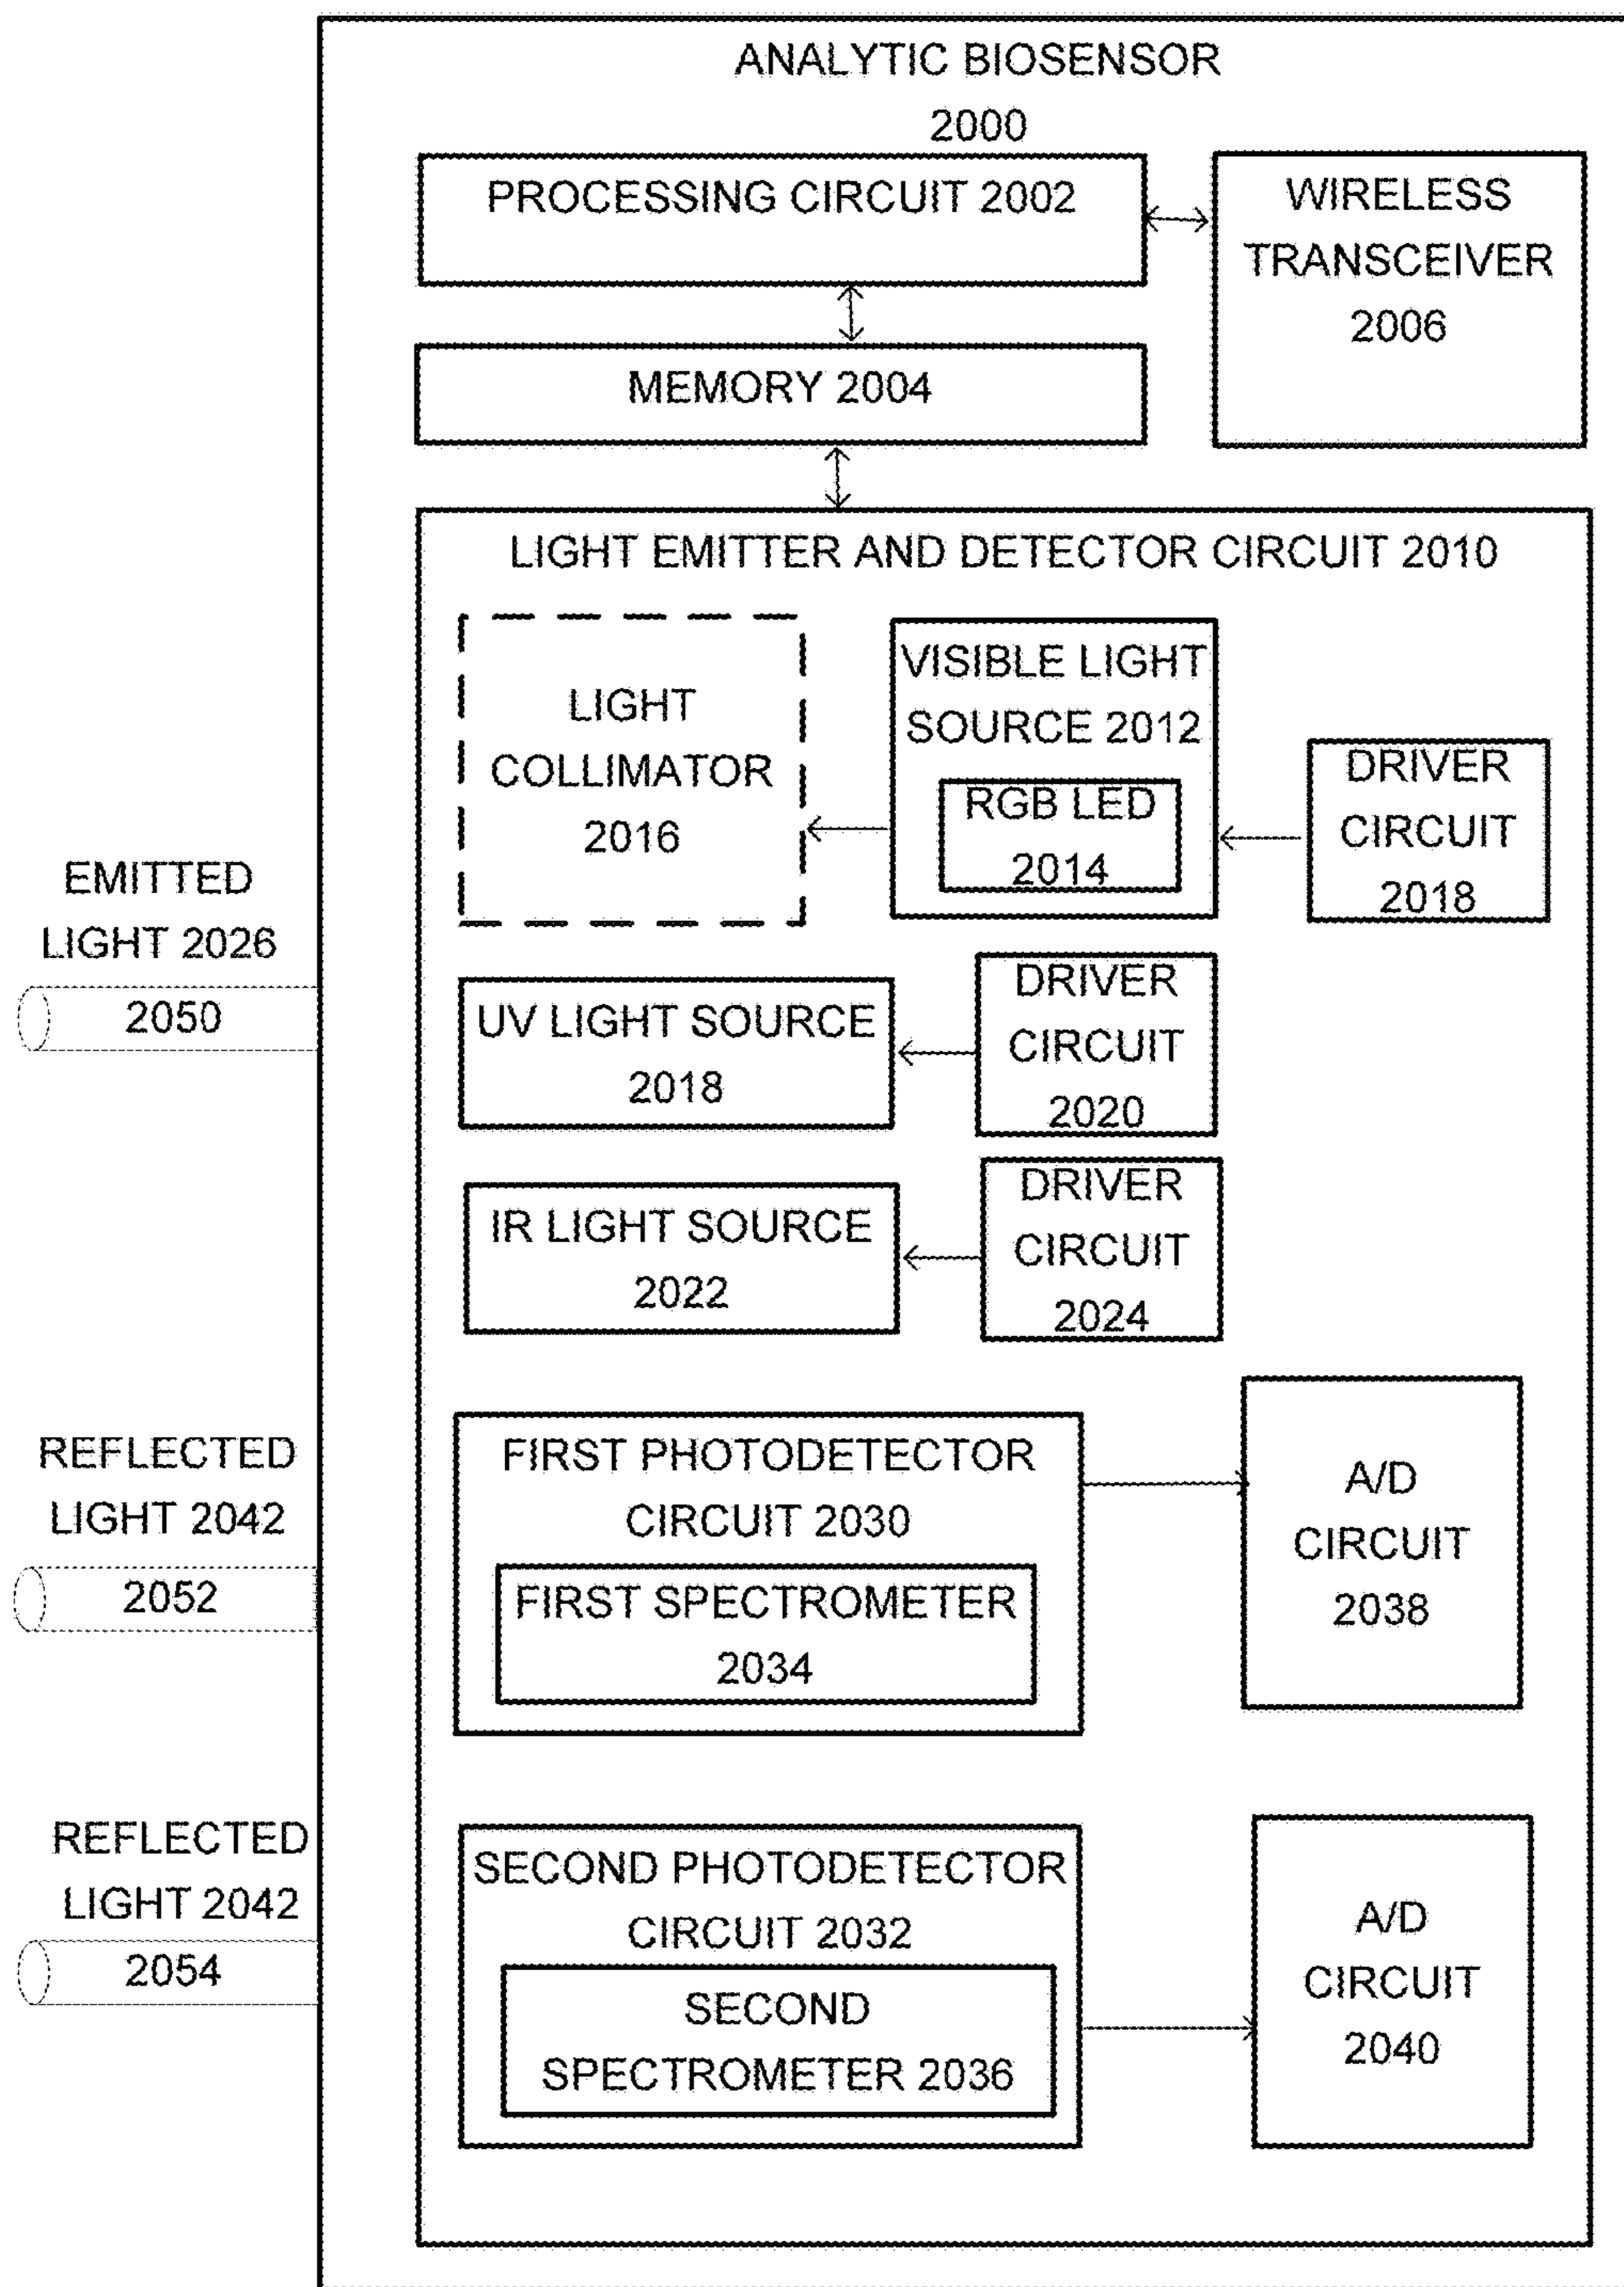 ANALYTIC BIOSENSOR
2000
PROCESSING CIRCUIT 2002
WIRELESS
TRANSCEIVER
2006
MEMORY 2004
LIGHT EMITTER AND DETECTOR CIRCUIT 2010
LIGHT
COLLIMATOR
2016
VISIBLE LIGHT
SOURCE 2012
RGB LED
2014
DRIVER
CIRCUIT
2018
EMITTED
LIGHT 2026
2050
UV LIGHT SOURCE
2018
DRIVER
CIRCUIT
2020
IR LIGHT SOURCE
2022
DRIVER
CIRCUIT
2024
REFLECTED
LIGHT 2042
2052
FIRST PHOTODETECTOR
CIRCUIT 2030
FIRST SPECTROMETER
2034
A/D
CIRCUIT
2038
REFLECTED
LIGHT 2042
2054
SECOND PHOTODETECTOR
CIRCUIT 2032
SECOND
SPECTROMETER 2036
A/D
CIRCUIT
2040